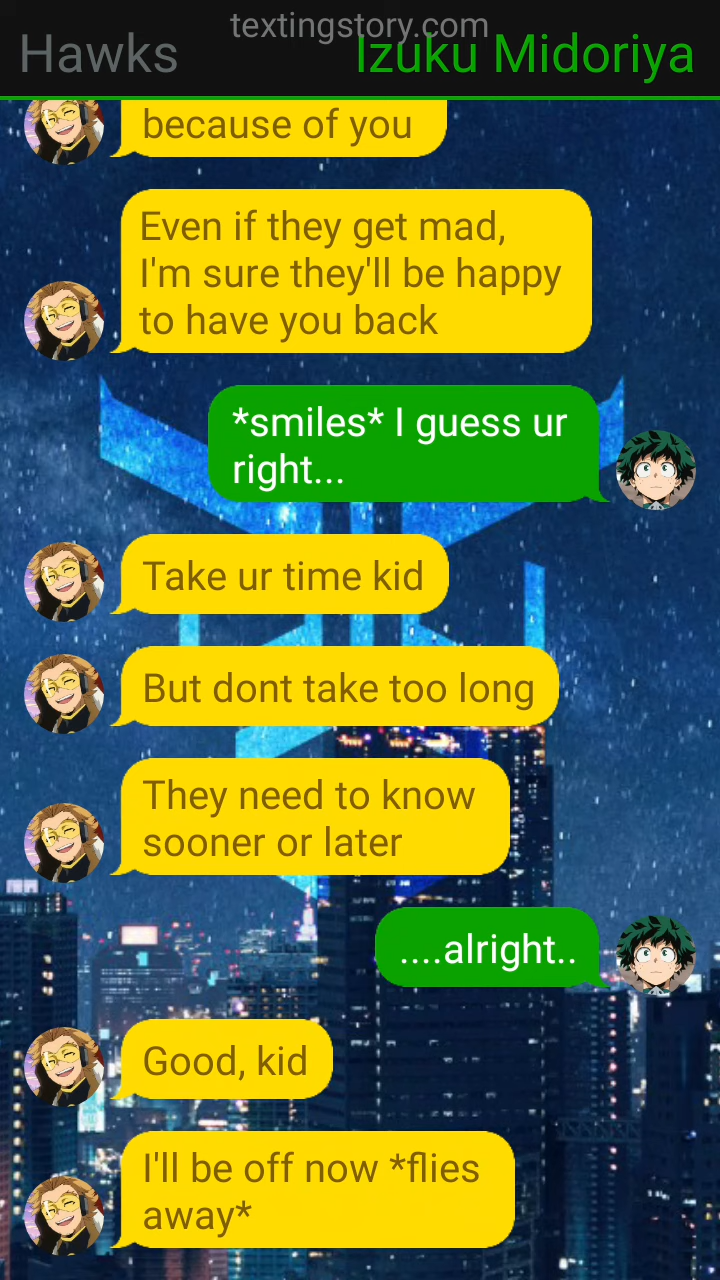 textingstory.com
Hawks
Izuku Midoriya
because of you
Even if they get mad,
I'm sure they'll be happy
to have you back
*smiles* I guess ur
right...
Take ur time kid
But dont take too long
They need to know
sooner or later
....alright..
Good, kid
I'll be off now *flies
away*